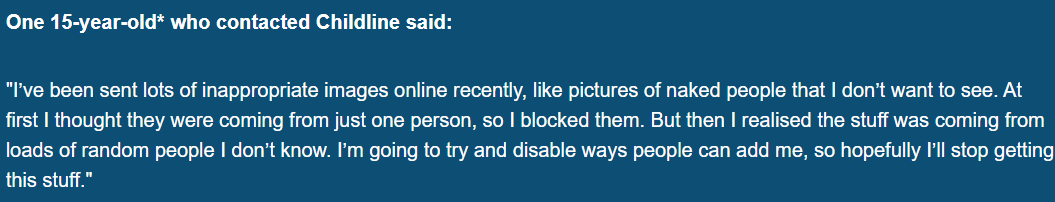 One 15-year-old* who contacted Childline said:
"I’ve been sent lots of inappropriate images online recently, like pictures of naked people that I don’t want to see. At
first I thought they were coming from just one person, so I blocked them. But then I realised the stuff was coming from
loads of random people I don’t know. I’m going to try and disable ways people can add me, so hopefully I’ll stop getting
this stuff."